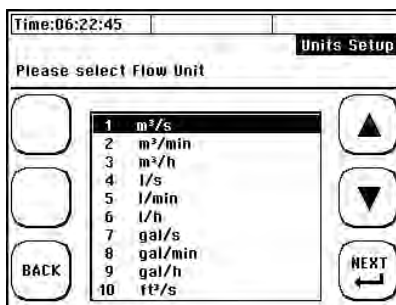 Time:06:22:45
Units Setup
Please select Flow Unit
1 m³/s
2 m³/min
3 m³/h
4 l/s
5 l/min
6 l/h
7 gal/s
8 gal/min
9 gal/h
10 ft³/s
BACK
NEXT